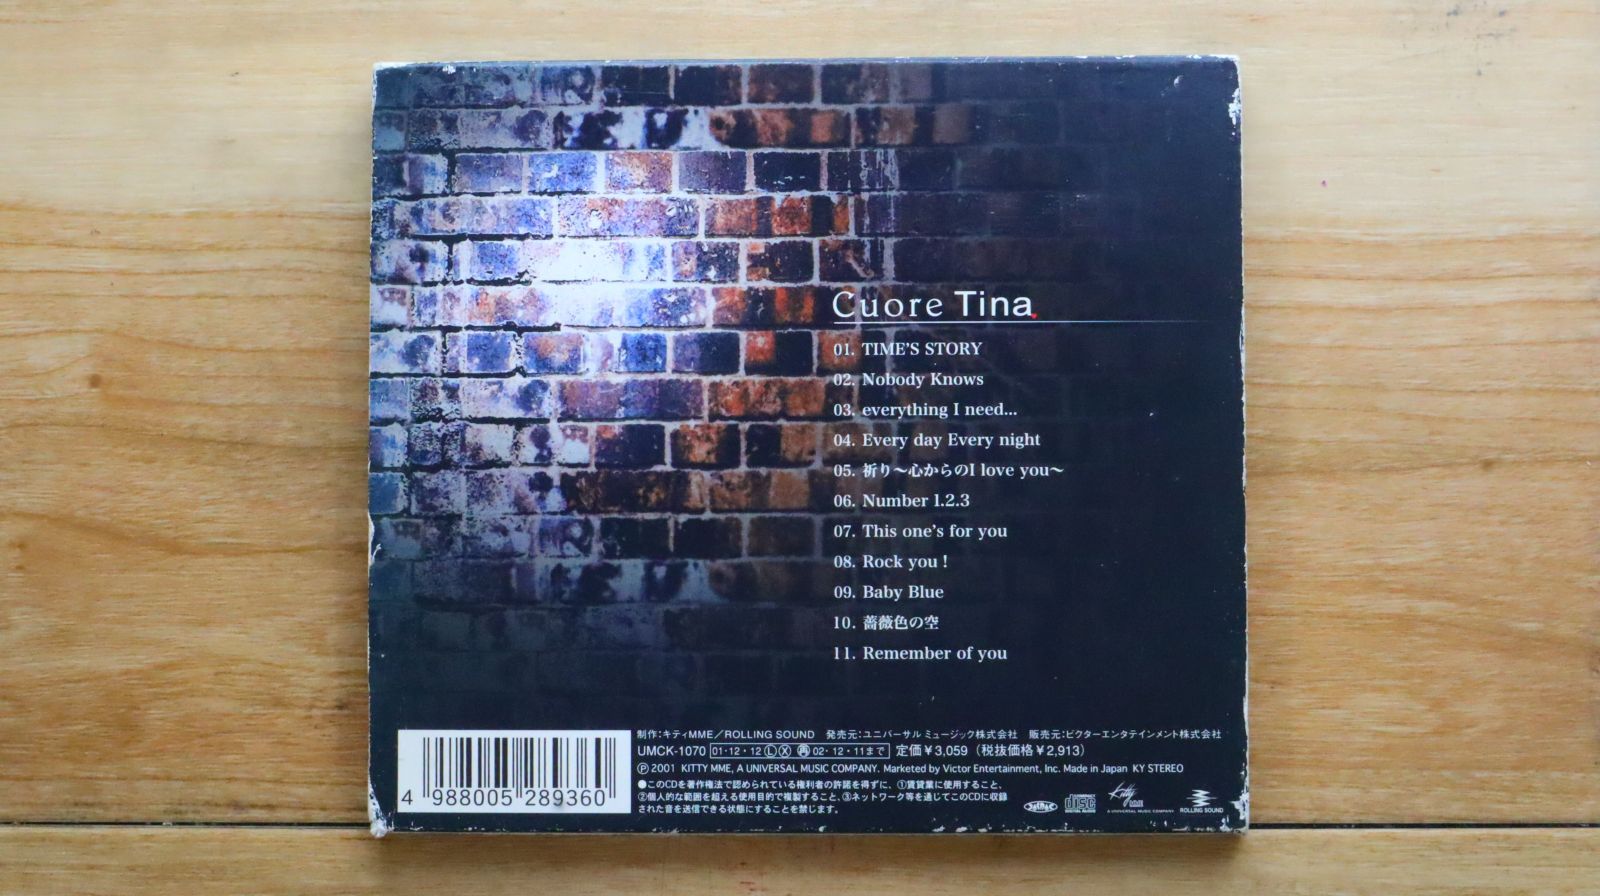 Cuore Tina
01. TIME'S STORY
02. Nobody Knows
03. everything I need...
04. Every day Every night
05. 祈り〜心からのI love you〜
06. Number 1.2.3
07. This one's for you
08. Rock you !
09. Baby Blue
10. 薔薇色の空
11. Remember of you
制作：キティMME／ROLLING SOUND　発売元：ユニバーサル ミュージック株式会社　販売元：ビクターエンタテインメント株式会社
UMCK-1070 01・12・12 Ⓛ Ⓧ ㊞再 02・12・11まで 定価￥3,059（税抜価格￥2,913）
Ⓟ 2001 KITTY MME, A UNIVERSAL MUSIC COMPANY. Marketed by Victor Entertainment, Inc. Made in Japan KY STEREO
●このCDを著作権法で認められている権利者の許諾を得ずに、①賃貸業に使用すること、
②個人的な範囲を超える使用目的で複製すること、③ネットワーク等を通じてこのCDに収録
された音を送信できる状態にすることを禁じます。
4 988005 289360
COMPACT disc DIGITAL AUDIO
Kitty MME
A UNIVERSAL MUSIC COMPANY
ROLLING SOUND